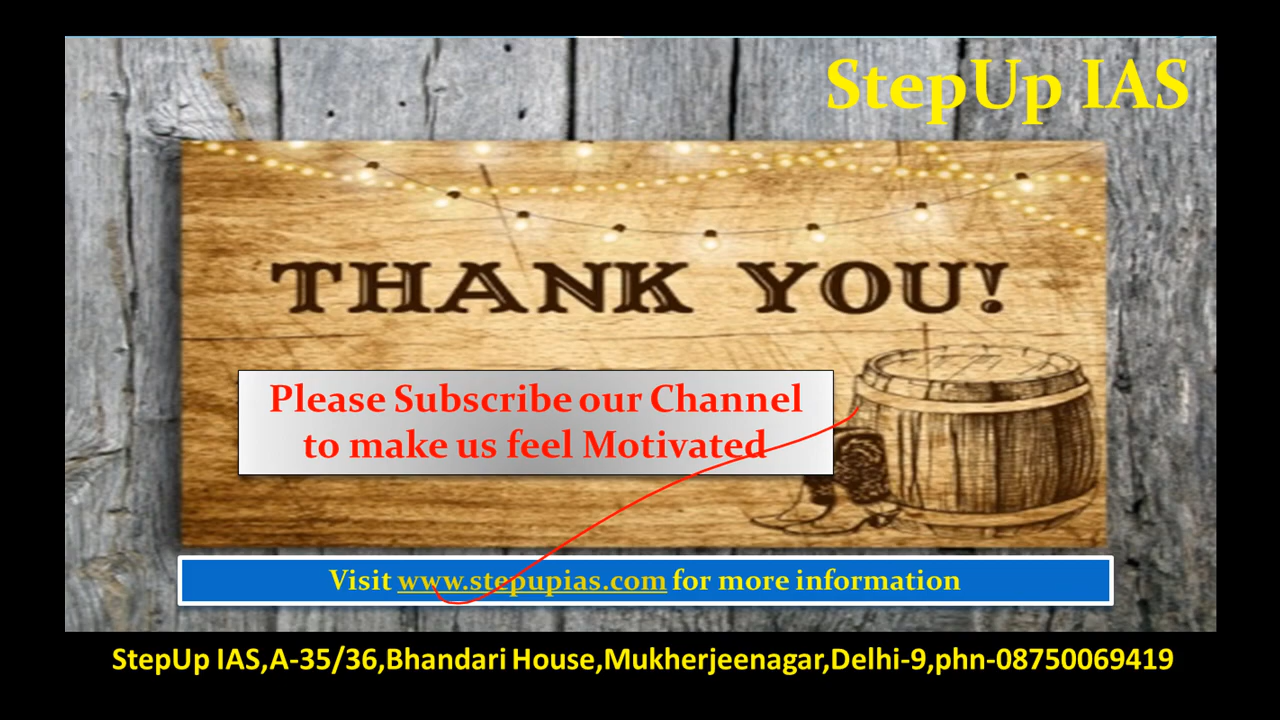 StepUp IAS
THANK YOU!
Please Subscribe our Channel
to make us feel Motivated
Visit www.stepupias.com for more information
StepUp IAS,A-35/36,Bhandari House,Mukherjeenagar,Delhi-9,phn-08750069419